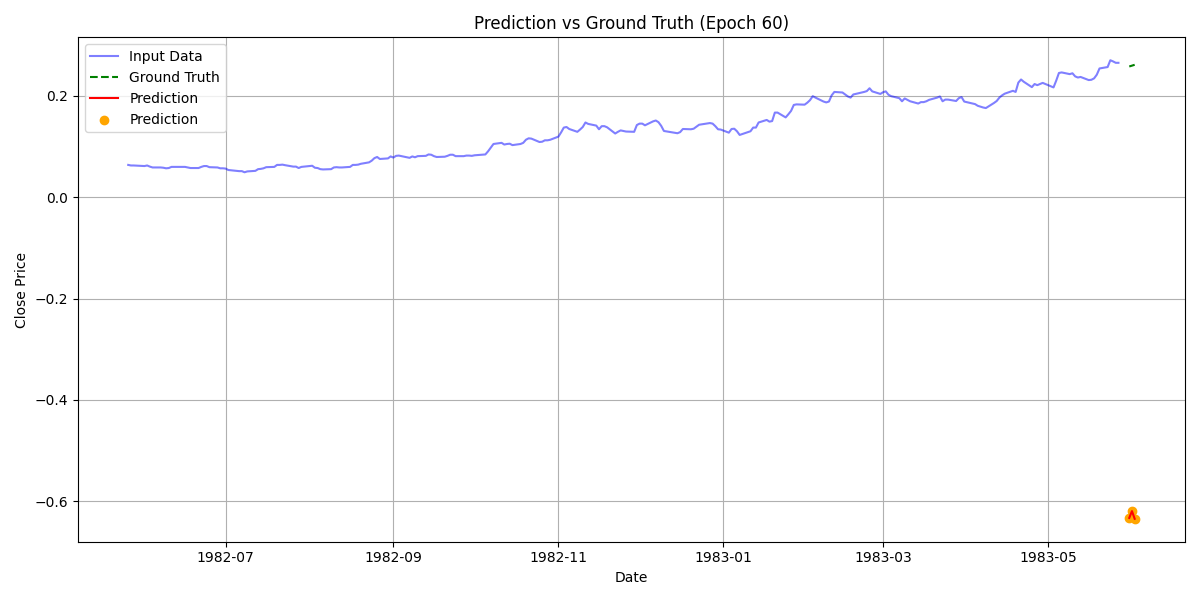 Prediction vs Ground Truth (Epoch 60)
Input Data
Ground Truth
Prediction
Prediction
Close Price
0.2
0.0
−0.2
−0.4
−0.6
1982-07
1982-09
1982-11
1983-01
1983-03
1983-05
Date